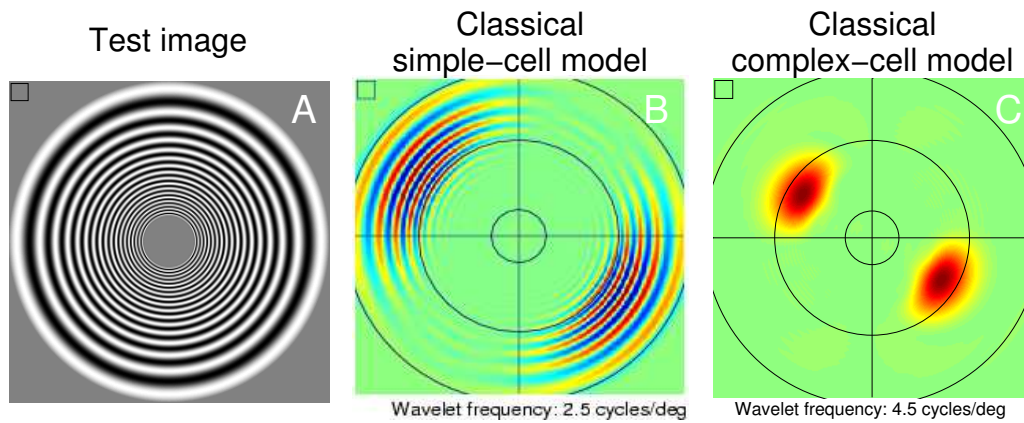 Test image
Classical
simple−cell model
Classical
complex−cell model
A
B
C
Wavelet frequency: 2.5 cycles/deg
Wavelet frequency: 4.5 cycles/deg